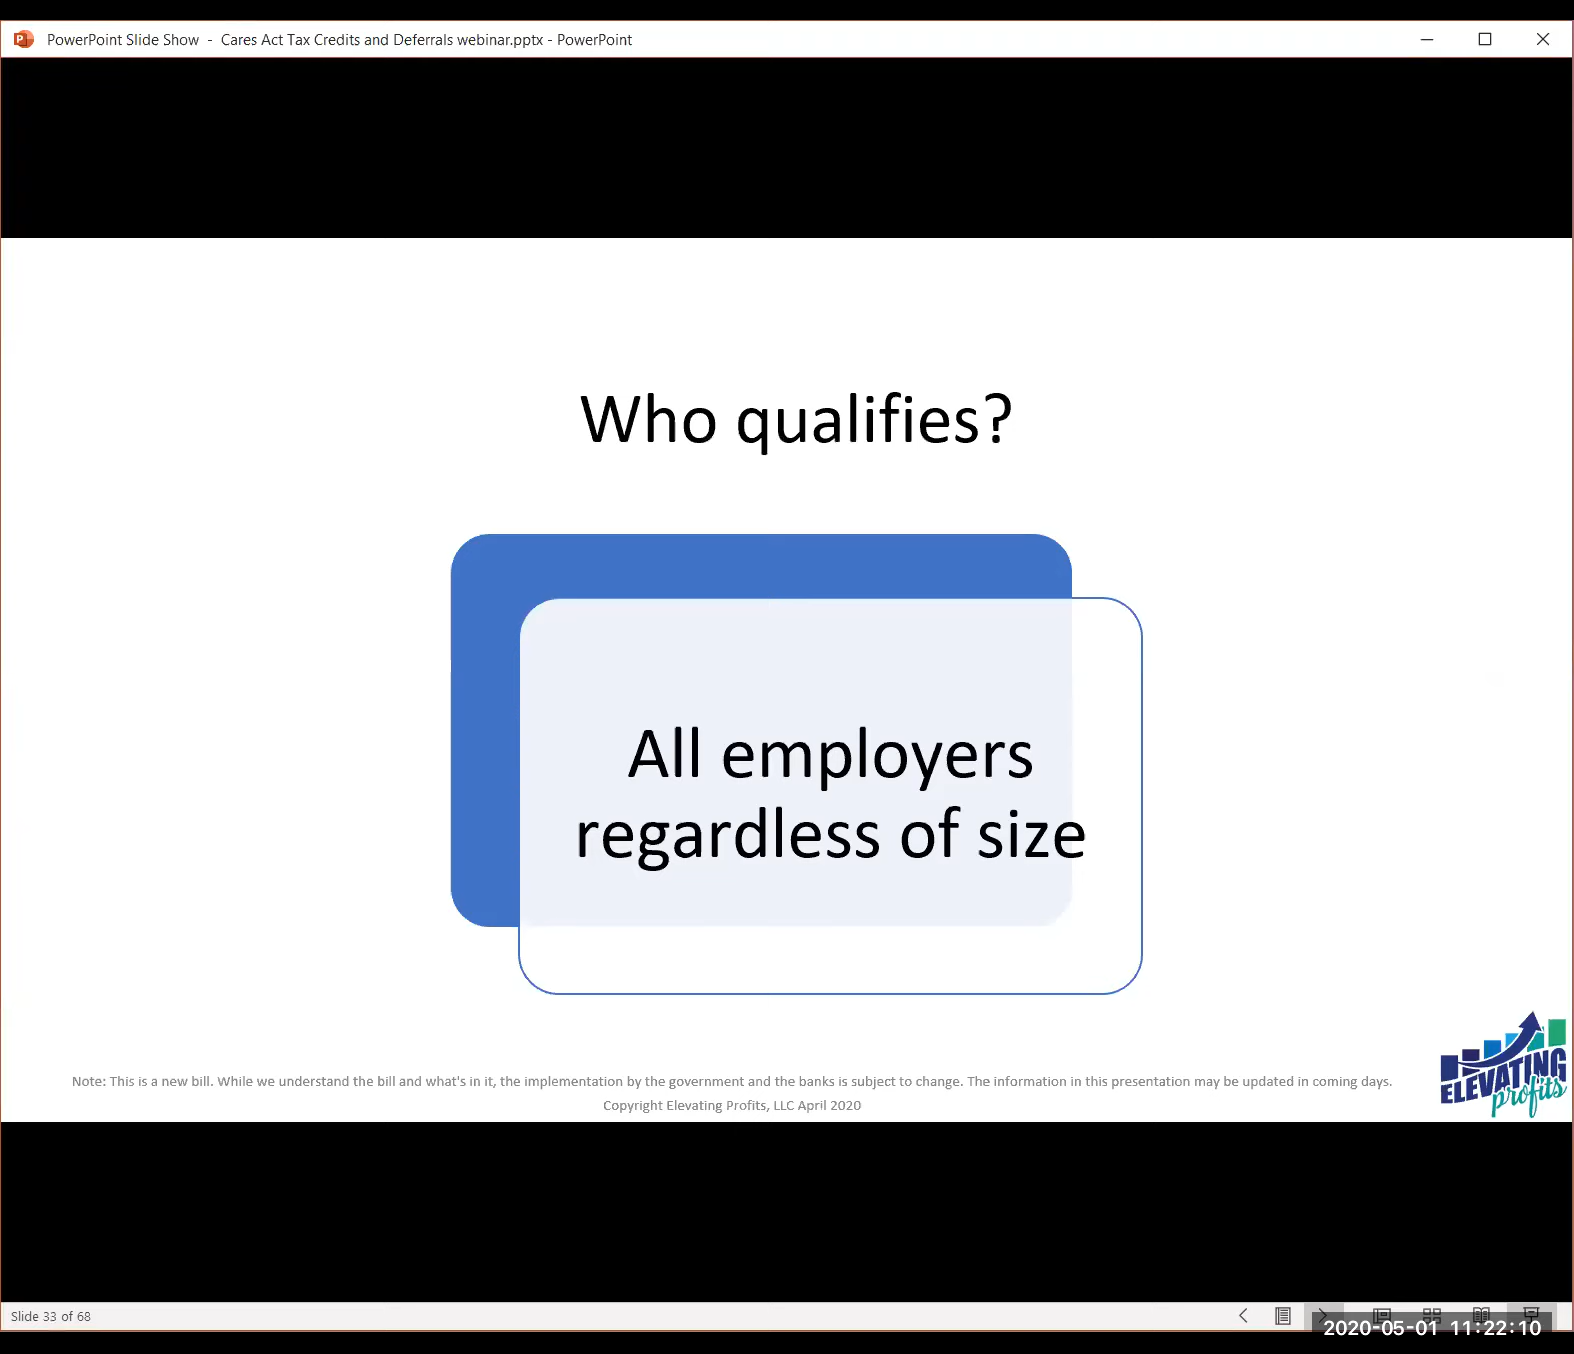 PowerPoint Slide Show - Cares Act Tax Credits and Deferrals webinar.pptx - PowerPoint
Who qualifies?
All employers
regardless of size
Note: This is a new bill. While we understand the bill and what's in it, the implementation by the government and the banks is subject to change. The information in this presentation may be updated in coming days.
Copyright Elevating Profits, LLC April 2020
ELEVATING
profits
Slide 33 of 68
2020-05-01 11:22:10